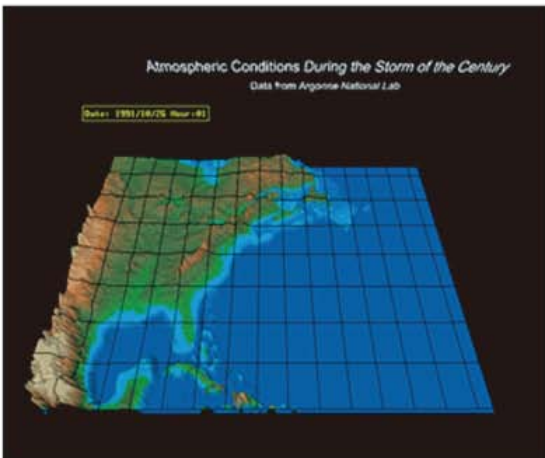 Atmospheric Conditions During the Storm of the Century
Data from Argonne National Lab
Date: 1991/10/26 Hour:01